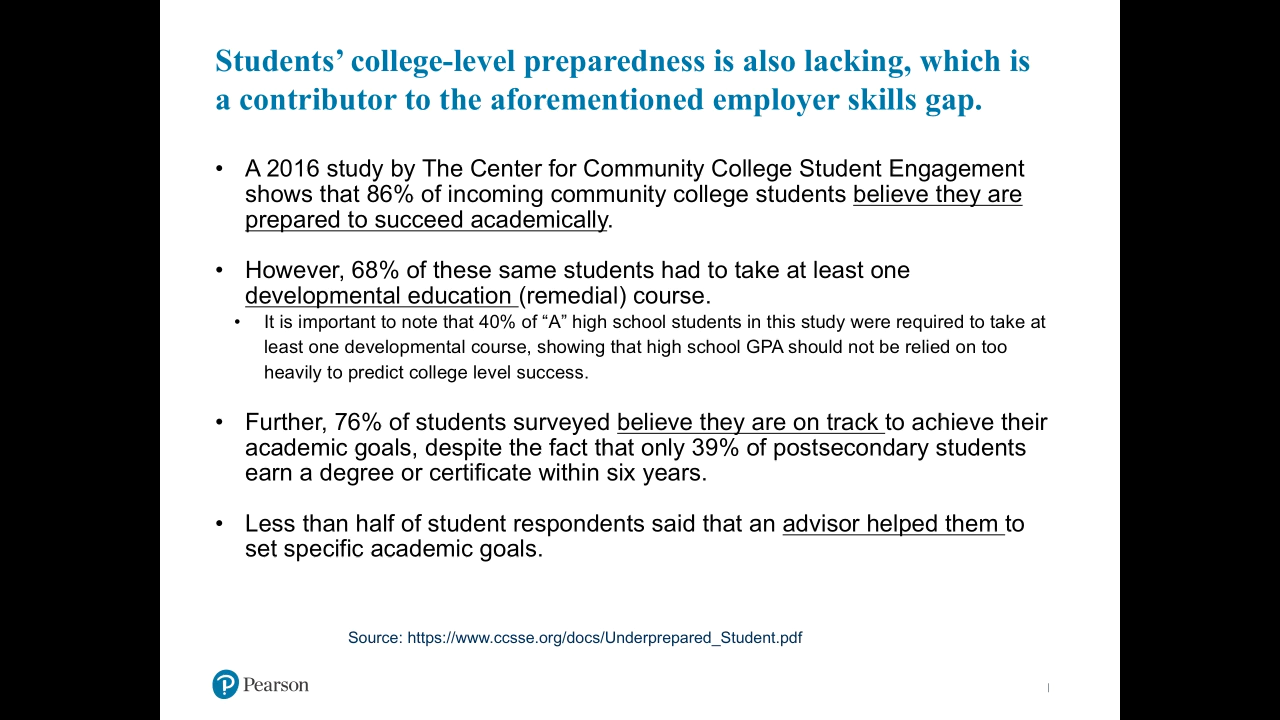 Students’ college-level preparedness is also lacking, which is
a contributor to the aforementioned employer skills gap.
• A 2016 study by The Center for Community College Student Engagement
shows that 86% of incoming community college students believe they are
prepared to succeed academically.
• However, 68% of these same students had to take at least one
developmental education (remedial) course.
• It is important to note that 40% of “A” high school students in this study were required to take at
least one developmental course, showing that high school GPA should not be relied on too
heavily to predict college level success.
• Further, 76% of students surveyed believe they are on track to achieve their
academic goals, despite the fact that only 39% of postsecondary students
earn a degree or certificate within six years.
• Less than half of student respondents said that an advisor helped them to
set specific academic goals.
Source: https://www.ccsse.org/docs/Underprepared_Student.pdf
Pearson
|